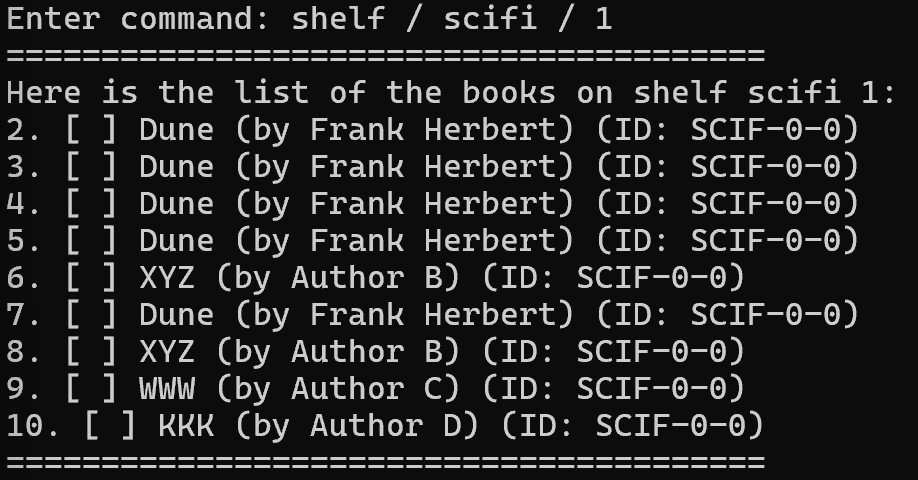 Enter command: shelf / scifi / 1
========================================
Here is the list of the books on shelf scifi 1:
2. [ ] Dune (by Frank Herbert) (ID: SCIF-0-0)
3. [ ] Dune (by Frank Herbert) (ID: SCIF-0-0)
4. [ ] Dune (by Frank Herbert) (ID: SCIF-0-0)
5. [ ] Dune (by Frank Herbert) (ID: SCIF-0-0)
6. [ ] XYZ (by Author B) (ID: SCIF-0-0)
7. [ ] Dune (by Frank Herbert) (ID: SCIF-0-0)
8. [ ] XYZ (by Author B) (ID: SCIF-0-0)
9. [ ] WWW (by Author C) (ID: SCIF-0-0)
10. [ ] KKK (by Author D) (ID: SCIF-0-0)
========================================